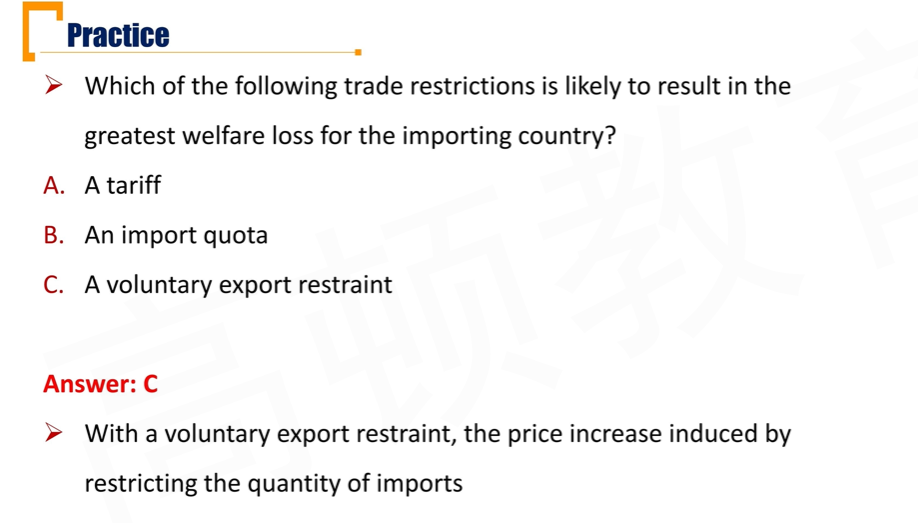 Practice
➢ Which of the following trade restrictions is likely to result in the
greatest welfare loss for the importing country?
A. A tariff
B. An import quota
C. A voluntary export restraint
Answer: C
➢ With a voluntary export restraint, the price increase induced by
restricting the quantity of imports
高顿教育